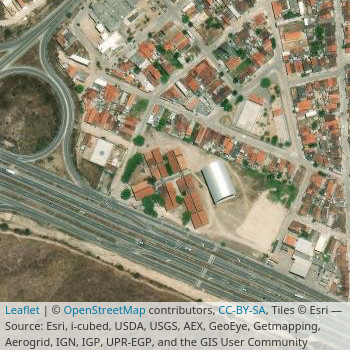 Leaflet | © OpenStreetMap contributors, CC-BY-SA, Tiles © Esri —
Source: Esri, i-cubed, USDA, USGS, AEX, GeoEye, Getmapping,
Aerogrid, IGN, IGP, UPR-EGP, and the GIS User Community